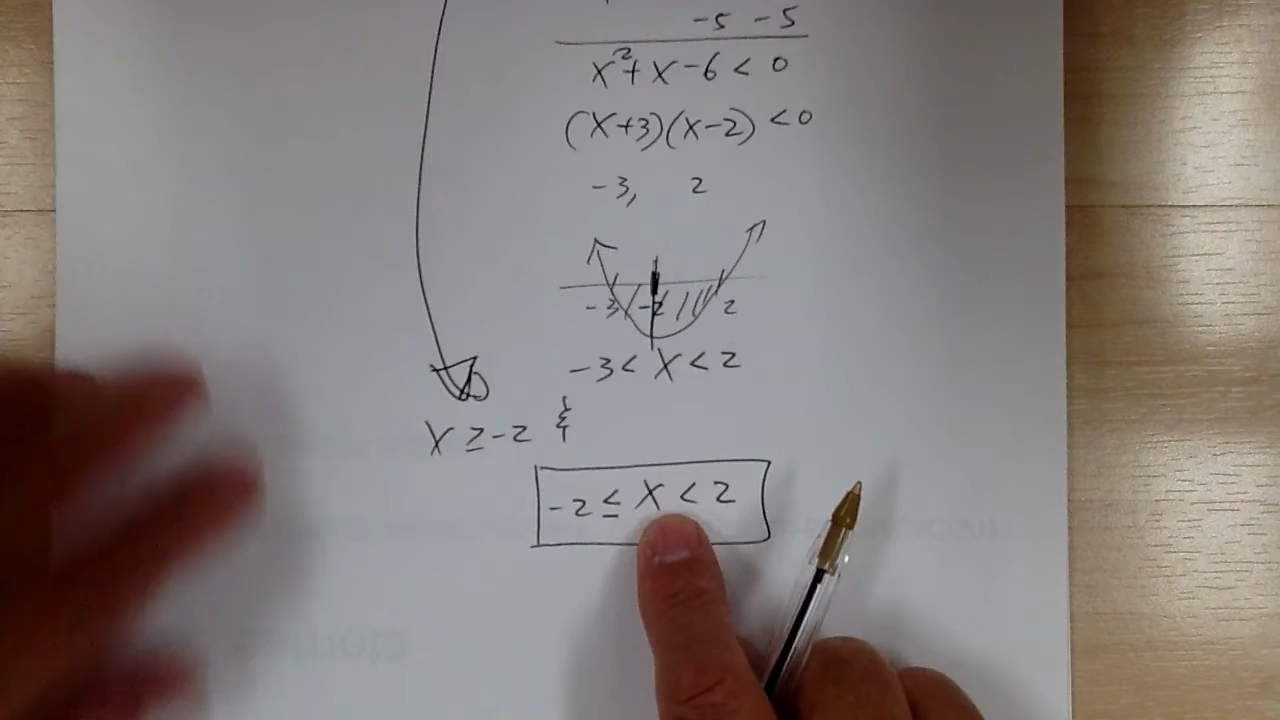 -5 -5
x²+x-6<0
(x+3)(x-2)<0
-3, 2
-3 -2 2
-3<x<2
x≥-2 &
-2≤x<2